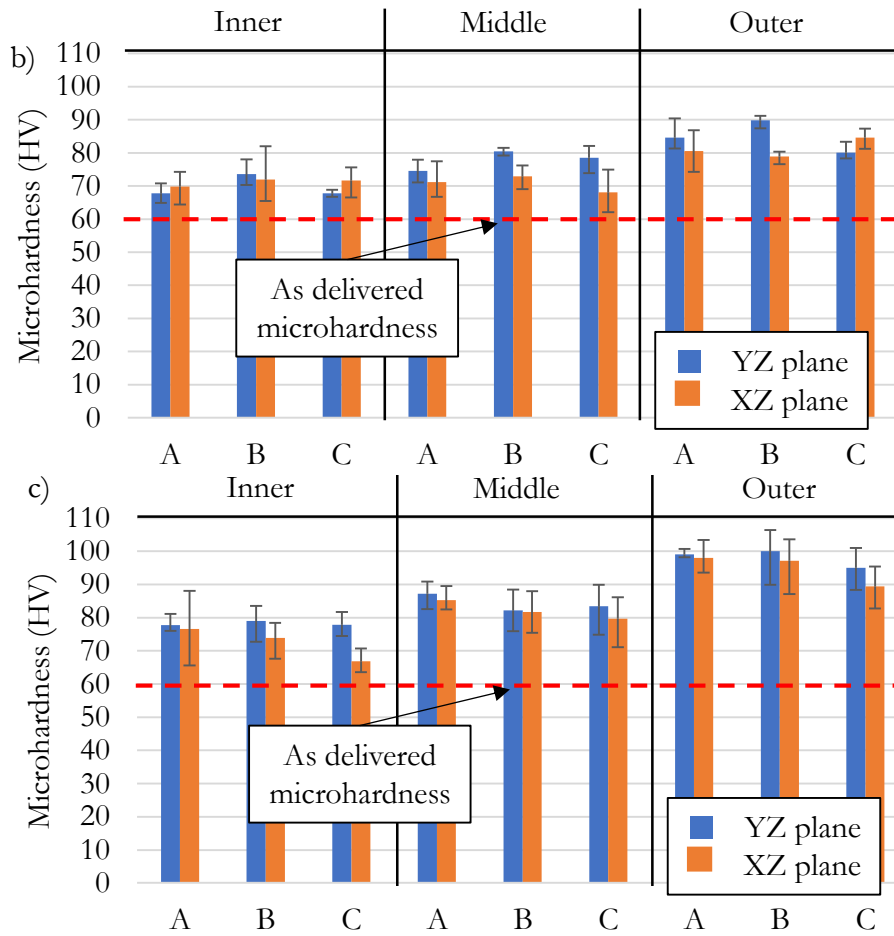 b)
Inner Middle Outer
Microhardness (HV)
110
100
90
80
70
60
50
40
30
20
10
0
As delivered
microhardness
YZ plane
XZ plane
A B C A B C A B C
c)
Inner Middle Outer
Microhardness (HV)
110
100
90
80
70
60
50
40
30
20
10
0
As delivered
microhardness
YZ plane
XZ plane
A B C A B C A B C